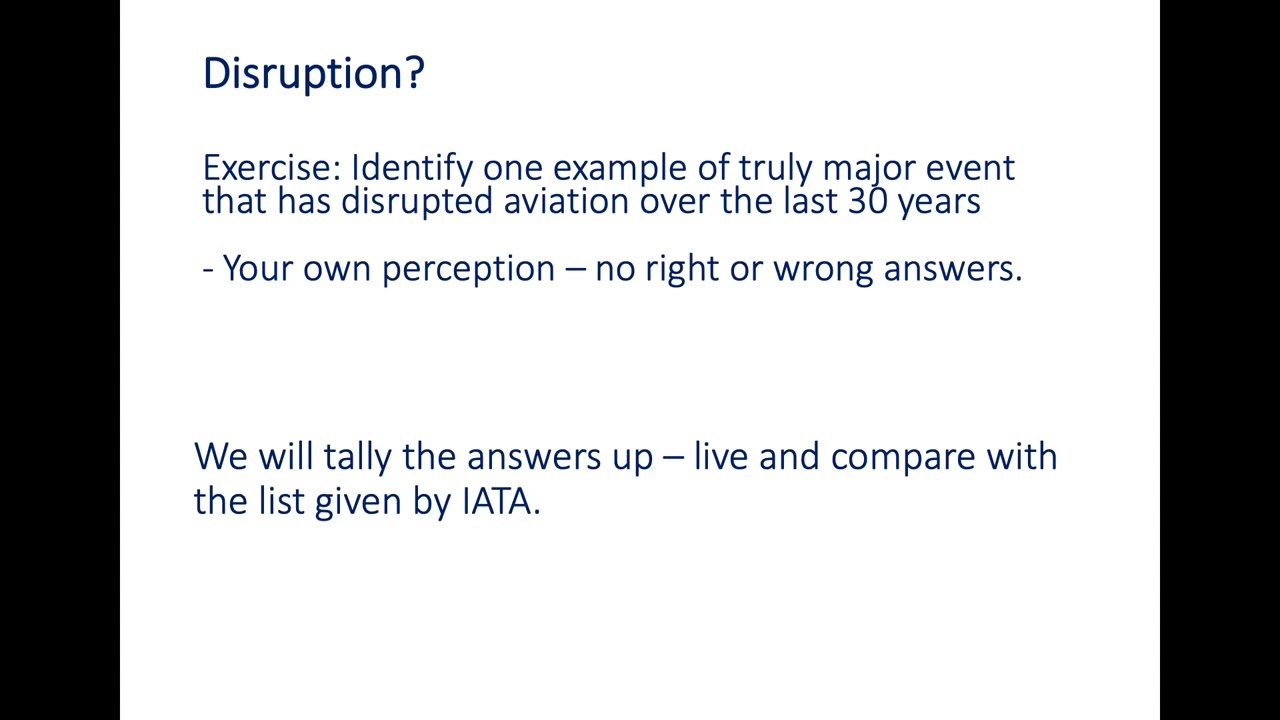 Disruption?
Exercise: Identify one example of truly major event
that has disrupted aviation over the last 30 years
- Your own perception – no right or wrong answers.
We will tally the answers up – live and compare with
the list given by IATA.